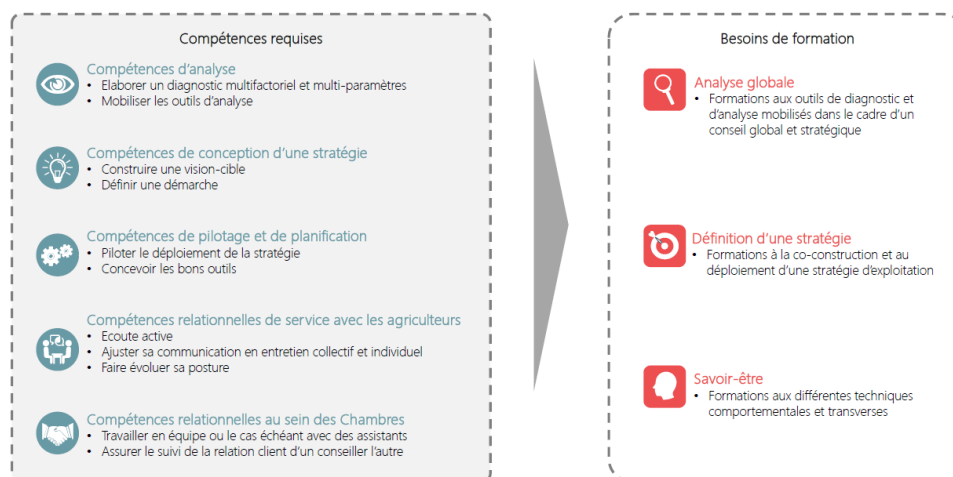 Compétences requises
Compétences d'analyse
• Elaborer un diagnostic multifactoriel et multi-paramètres
• Mobiliser les outils d'analyse
Compétences de conception d'une stratégie
• Construire une vision-cible
• Définir une démarche
Compétences de pilotage et de planification
• Piloter le déploiement de la stratégie
• Concevoir les bons outils
Compétences relationnelles de service avec les agriculteurs
• Ecoute active
• Ajuster sa communication en entretien collectif et individuel
• Faire évoluer sa posture
Compétences relationnelles au sein des Chambres
• Travailler en équipe ou le cas échéant avec des assistants
• Assurer le suivi de la relation client d'un conseiller l'autre
Besoins de formation
Analyse globale
• Formations aux outils de diagnostic et
d'analyse mobilisés dans le cadre d'un
conseil global et stratégique
Définition d'une stratégie
• Formations à la co-construction et au
déploiement d'une stratégie d'exploitation
Savoir-être
• Formations aux différentes techniques
comportementales et transverses